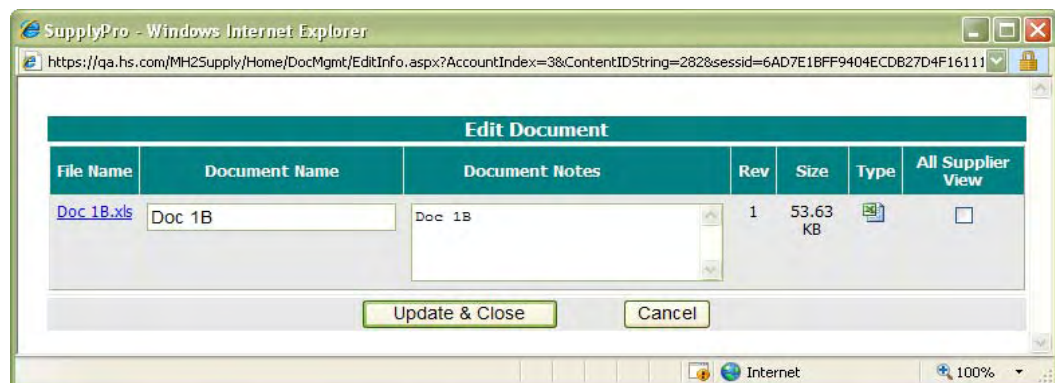 SupplyPro - Windows Internet Explorer
https://qa.hs.com/MH2Supply/Home/DocMgmt/EditInfo.aspx?AccountIndex=3&ContentIDString=282&sessid=6AD7E1BFF9404ECDB27D4F16111
Edit Document
File Name Document Name Document Notes Rev Size Type All Supplier
View
Doc 1B.xls Doc 1B Doc 1B 1 53.63
KB
Update & Close Cancel
Internet 100%